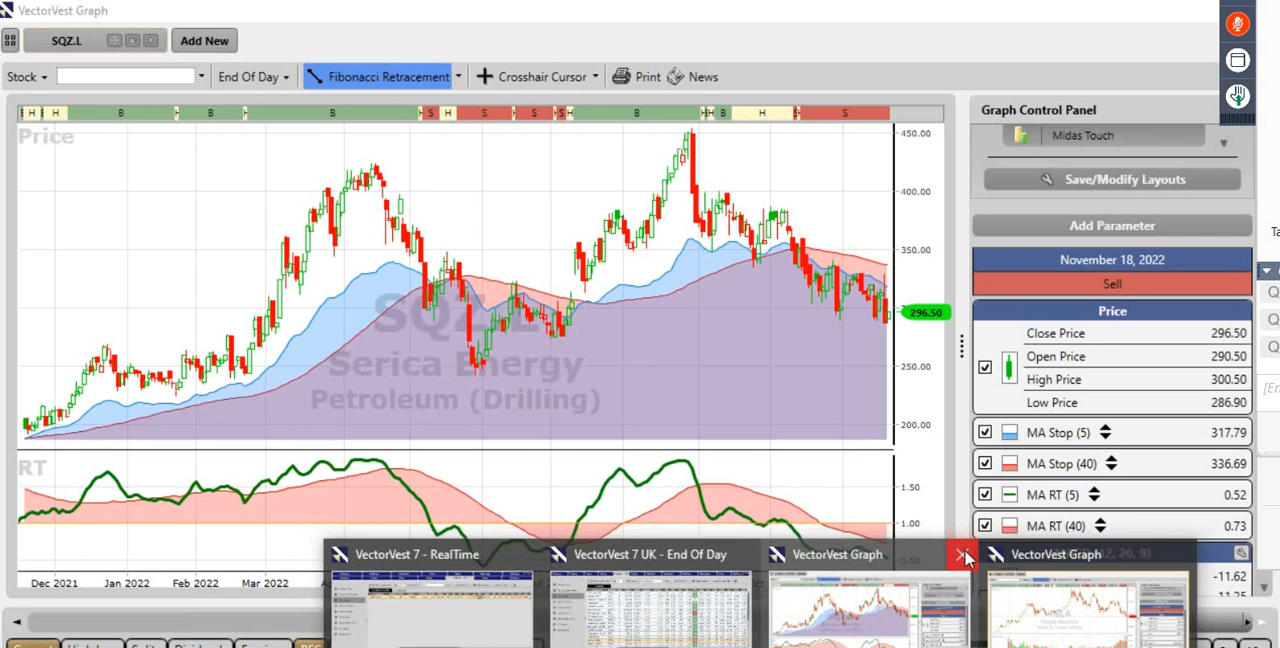 VectorVest Graph
SQZ.L
Add New
Stock
End Of Day
Fibonacci Retracement
Crosshair Cursor
Print
News
H H B B B S H S S S H B H H B H S S
Price
450.00
400.00
350.00
296.50
250.00
200.00
SQZ.L
Serica Energy
Petroleum (Drilling)
RT
1.50
1.00
Dec 2021 Jan 2022 Feb 2022 Mar 2022
Graph Control Panel
Midas Touch
Save/Modify Layouts
Add Parameter
November 18, 2022
Sell
Price
Close Price 296.50
Open Price 290.50
High Price 300.50
Low Price 286.90
MA Stop (5) 317.79
MA Stop (40) 336.69
MA RT (5) 0.52
MA RT (40) 0.73
-11.62
VectorVest 7 - RealTime
VectorVest 7 UK - End Of Day
VectorVest Graph
VectorVest Graph